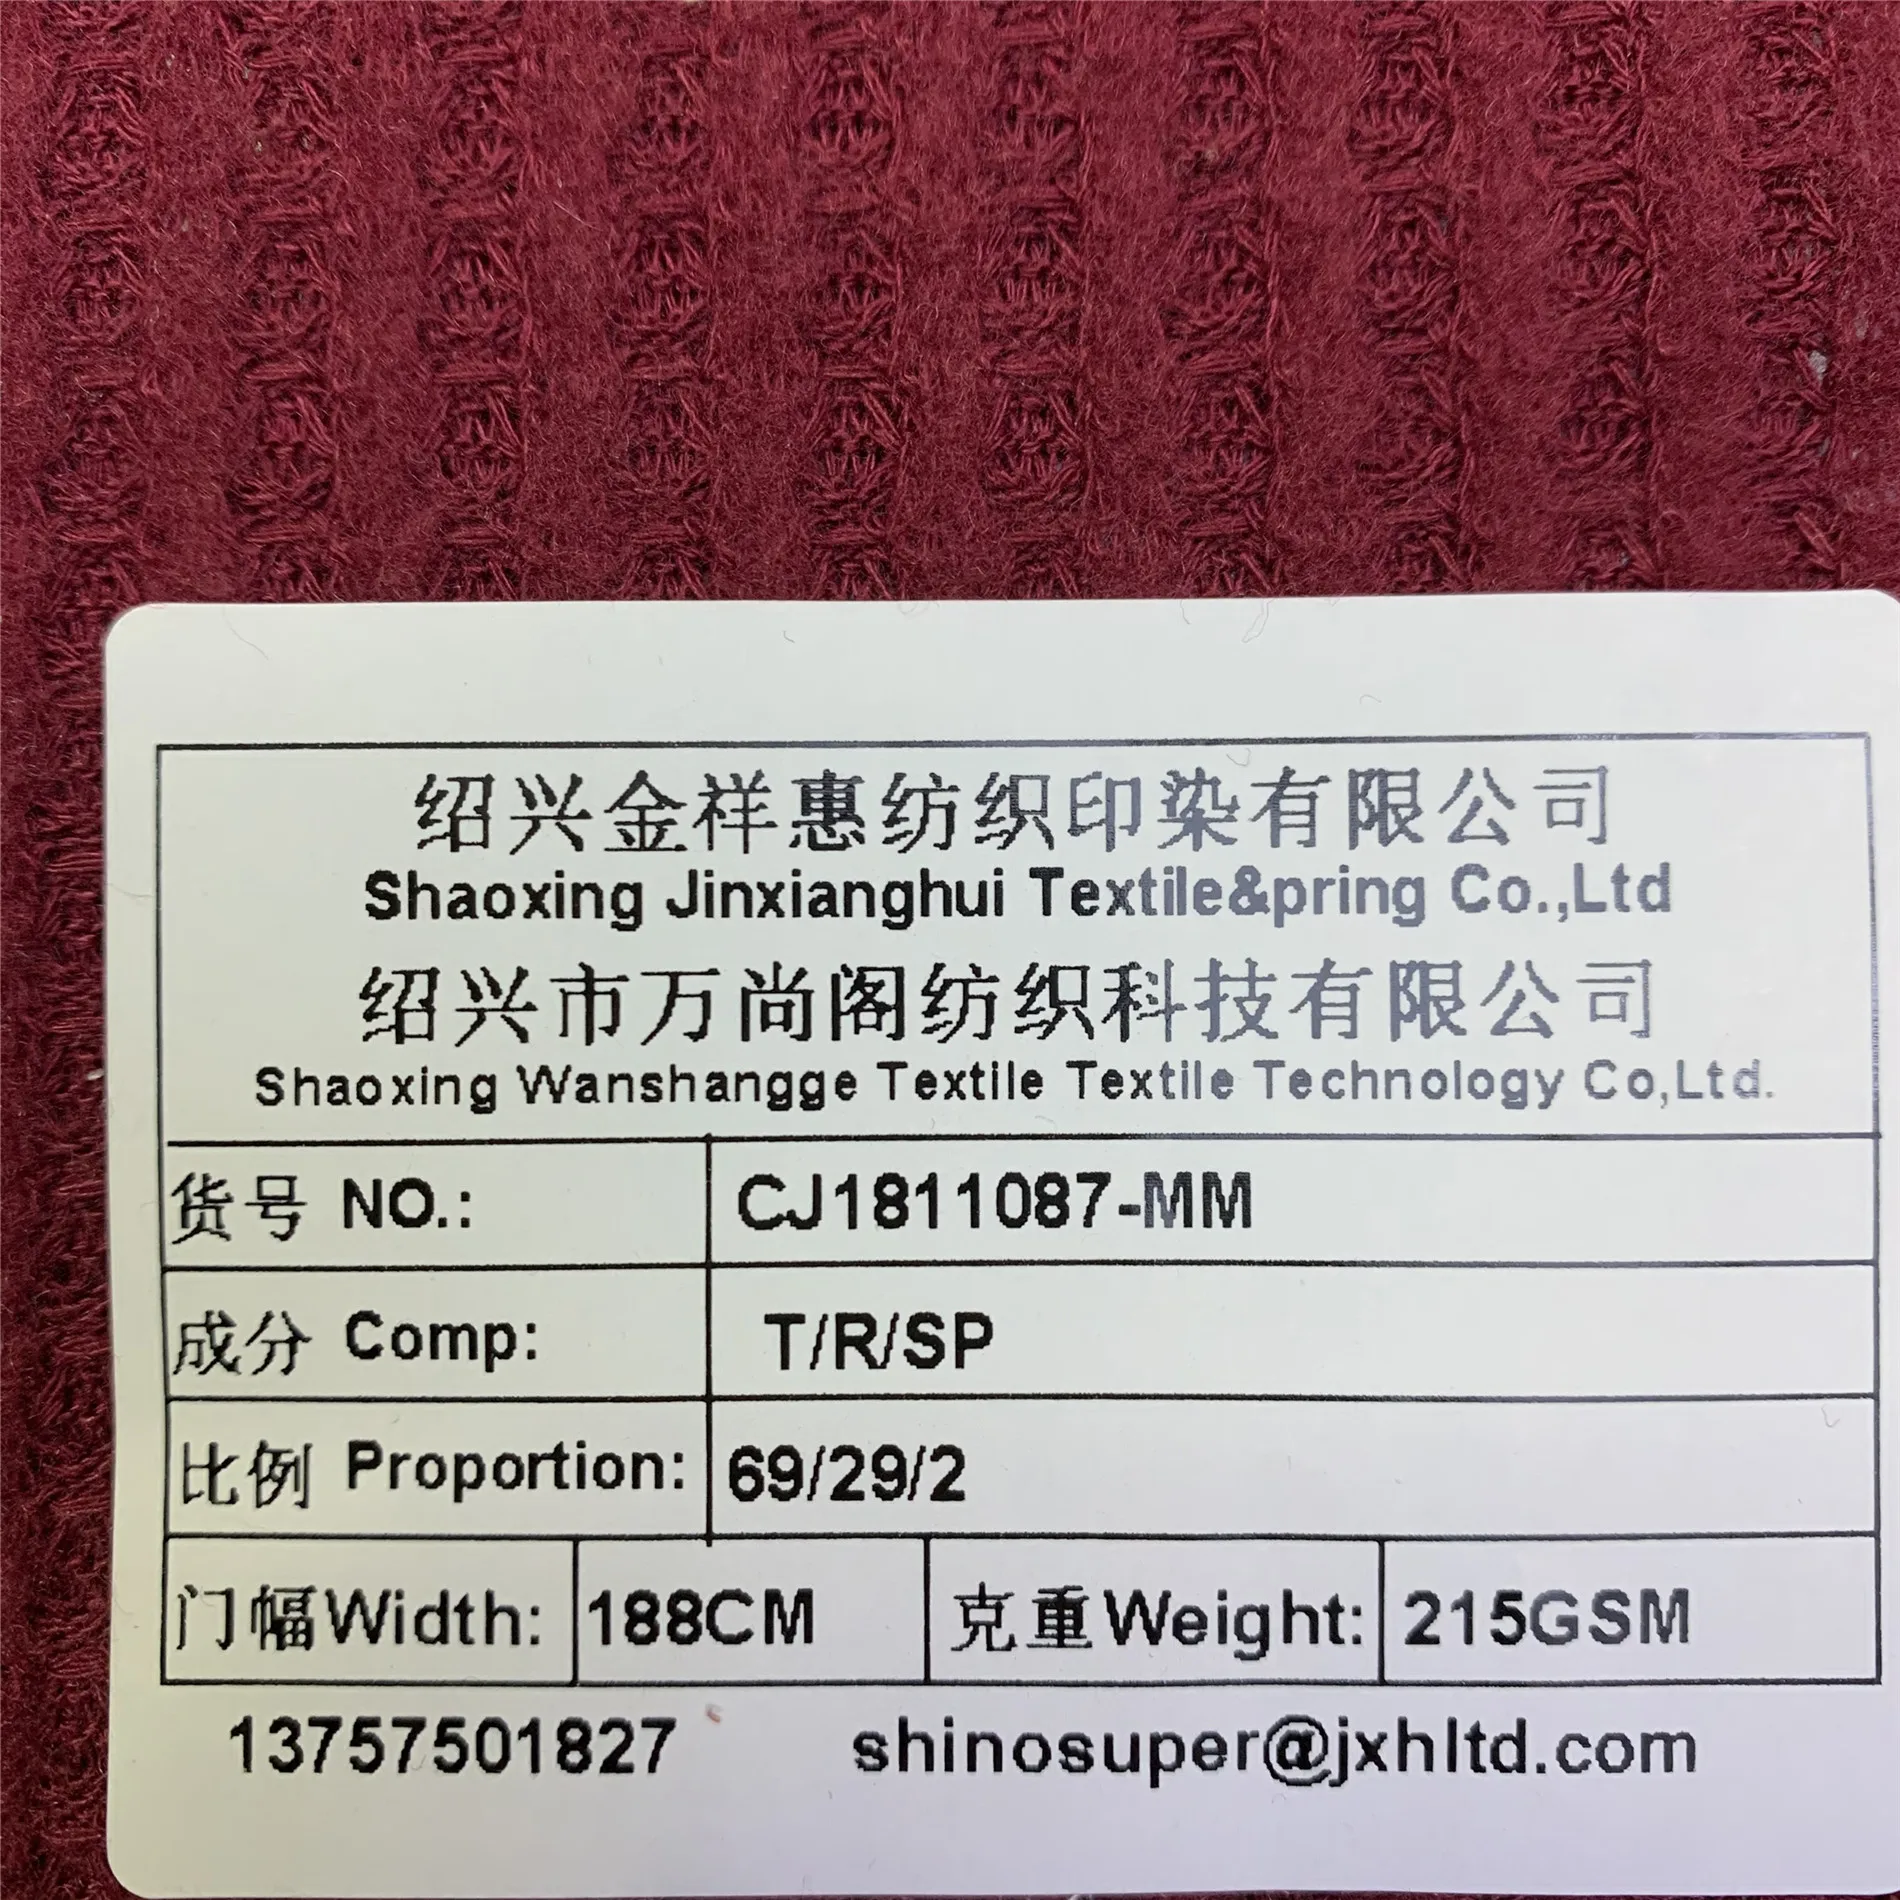 绍兴金祥惠纺织印染有限公司
Shaoxing Jinxianghui Textile&pring Co.,Ltd
绍兴市万尚阁纺织科技有限公司
Shaoxing Wanshangge Textile Textile Technology Co,Ltd.
货号 NO.: CJ1811087-MM
成分 Comp: T/R/SP
比例 Proportion: 69/29/2
门幅Width: 188CM 克重Weight: 215GSM
13757501827 shinosuper@jxhltd.com